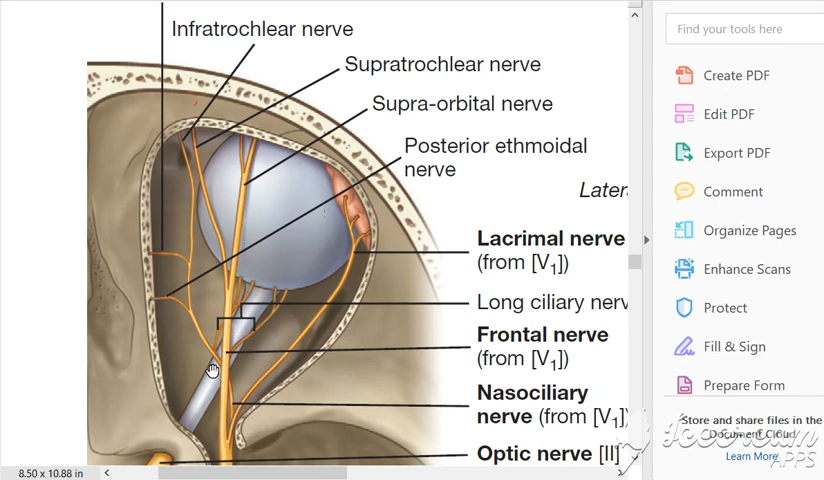 Infratrochlear nerve
Supratrochlear nerve
Supra-orbital nerve
Posterior ethmoidal
nerve
Latera
Lacrimal nerve
(from [V1])
Long ciliary nerv
Frontal nerve
(from [V1])
Nasociliary
nerve (from [V1])
Optic nerve [II]
8.50 x 10.88 in
Find your tools here
Create PDF
Edit PDF
Export PDF
Comment
Organize Pages
Enhance Scans
Protect
Fill & Sign
Prepare Form
Store and share files in the
Document Cloud
Learn More
Icecream
APPS